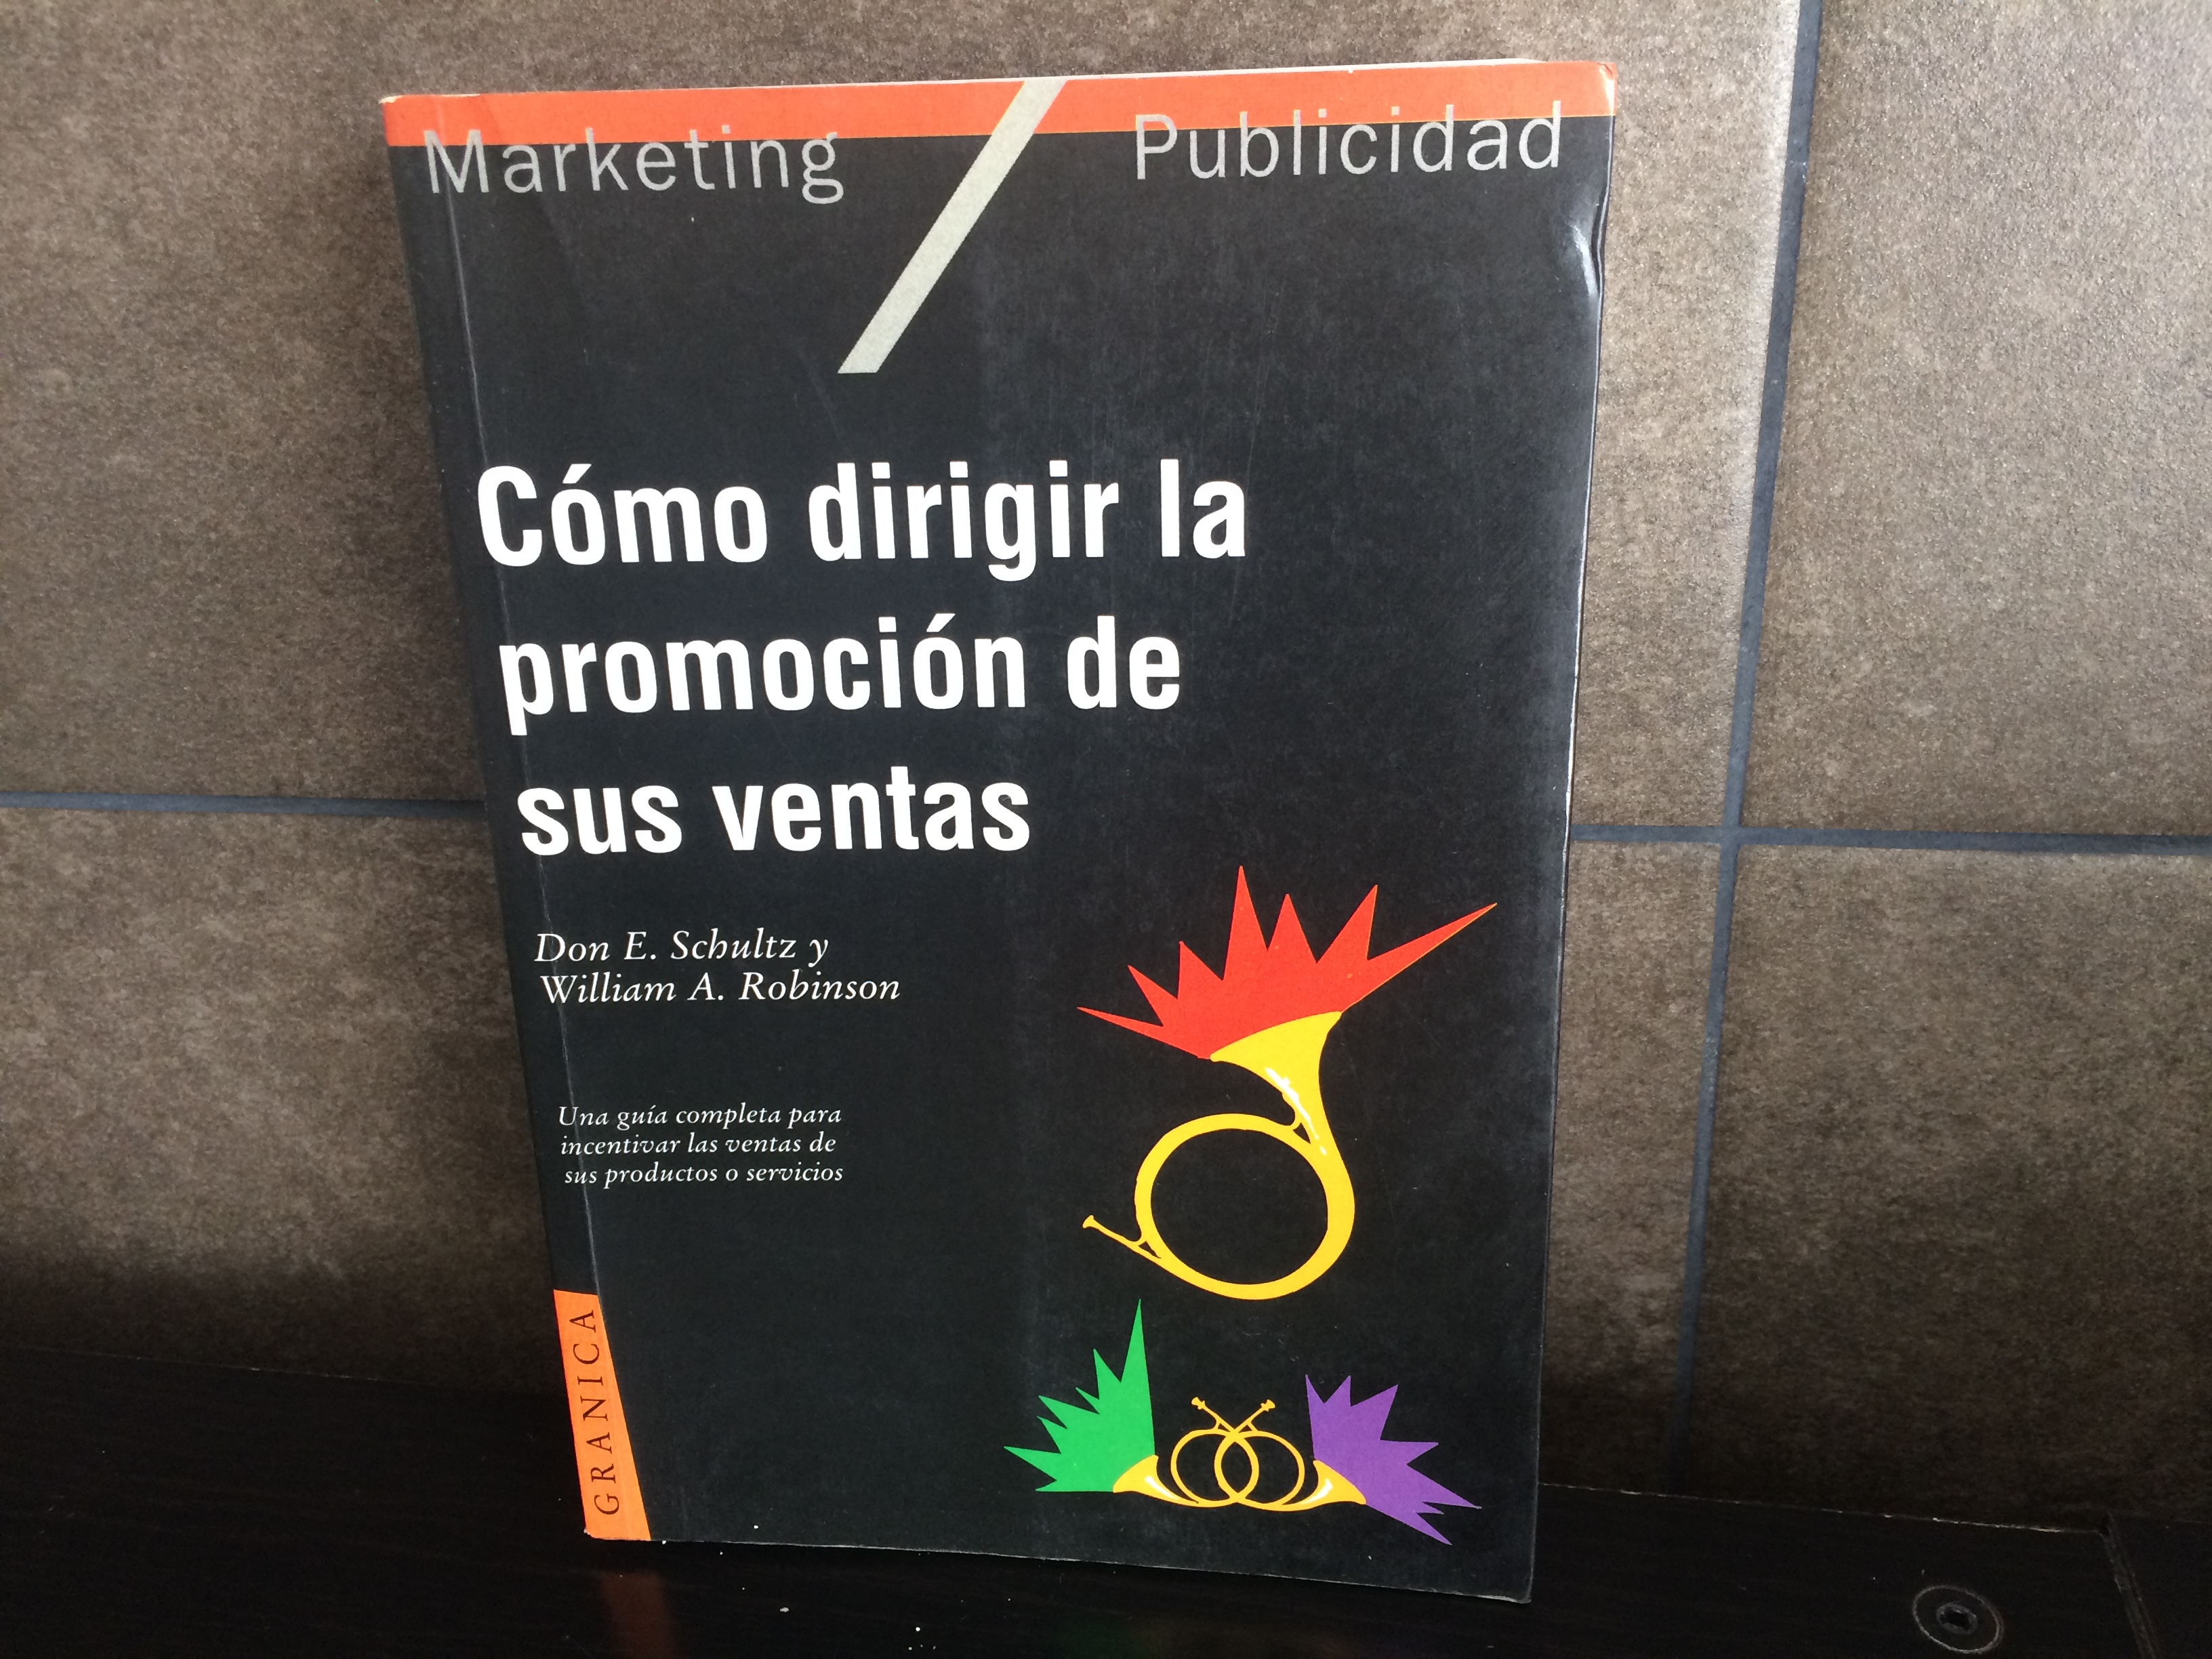 Marketing / Publicidad
Cómo dirigir la
promoción de
sus ventas
Don E. Schultz y
William A. Robinson
Una guía completa para
incentivar las ventas de
sus productos o servicios
GRANICA